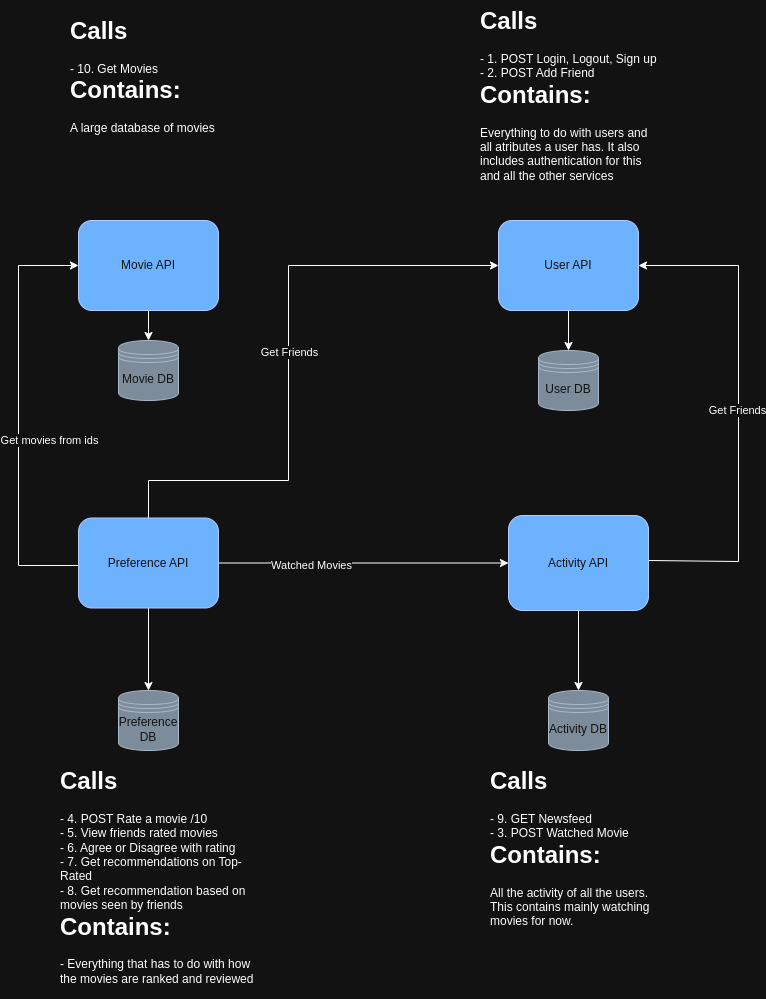 Calls
- 10. Get Movies
Contains:
A large database of movies
Calls
- 1. POST Login, Logout, Sign up
- 2. POST Add Friend
Contains:
Everything to do with users and
all atributes a user has. It also
includes authentication for this
and all the other services
Movie API
User API
Get Friends
Movie DB
User DB
Get Friends
Get movies from ids
Preference API
Watched Movies
Activity API
Preference
DB
Activity DB
Calls
- 4. POST Rate a movie /10
- 5. View friends rated movies
- 6. Agree or Disagree with rating
- 7. Get recommendations on Top-
Rated
- 8. Get recommendation based on
movies seen by friends
Contains:
- Everything that has to do with how
the movies are ranked and reviewed
Calls
- 9. GET Newsfeed
- 3. POST Watched Movie
Contains:
All the activity of all the users.
This contains mainly watching
movies for now.